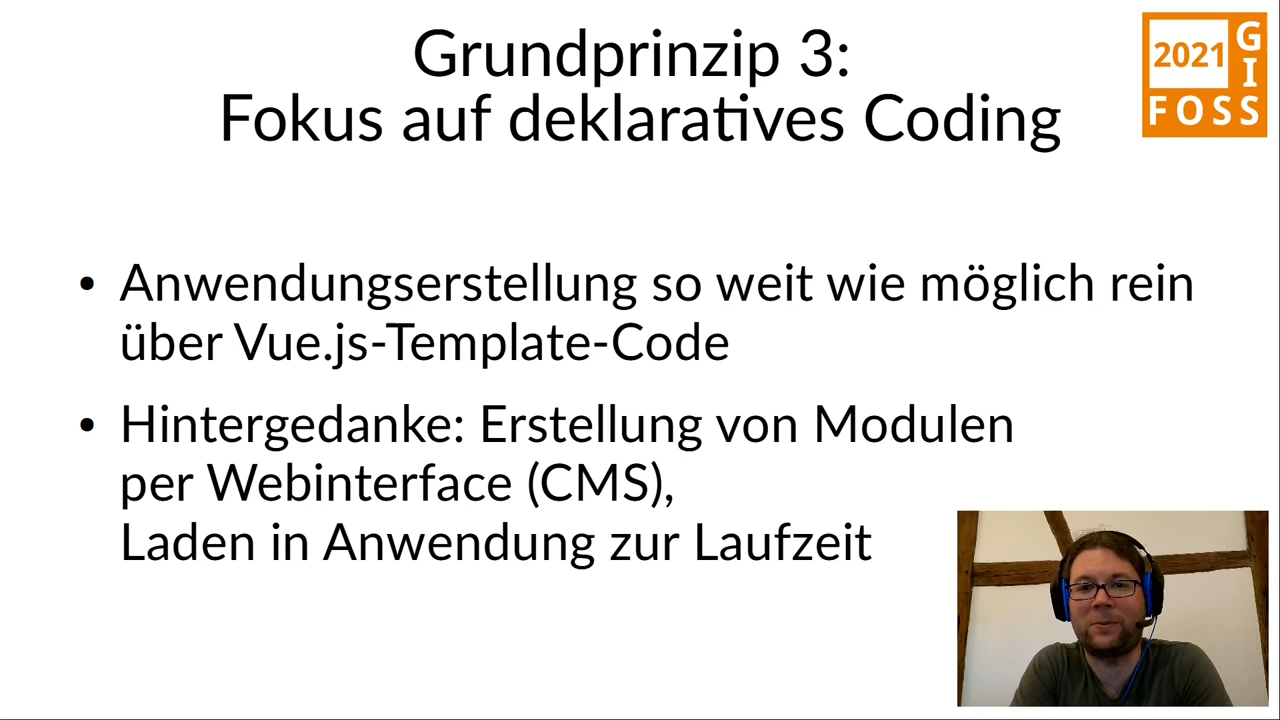 Grundprinzip 3:
Fokus auf deklaratives Coding
2021
G
I
FOSS
• Anwendungserstellung so weit wie möglich rein
über Vue.js-Template-Code
• Hintergedanke: Erstellung von Modulen
per Webinterface (CMS),
Laden in Anwendung zur Laufzeit